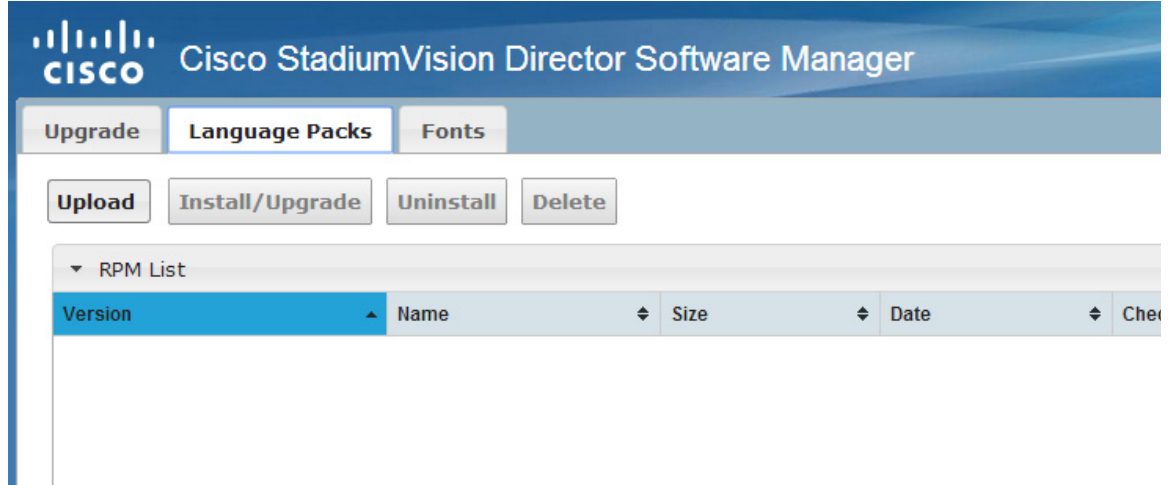 CISCO Cisco StadiumVision Director Software Manager
Upgrade Language Packs Fonts
Upload Install/Upgrade Uninstall Delete
RPM List
Version Name Size Date Chec